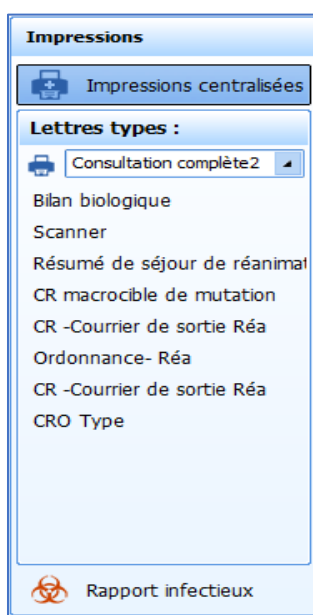 Impressions
Impressions centralisées
Lettres types :
Consultation complète2
Bilan biologique
Scanner
Résumé de séjour de réanimat
CR macrocible de mutation
CR -Courrier de sortie Réa
Ordonnance- Réa
CR -Courrier de sortie Réa
CRO Type
Rapport infectieux